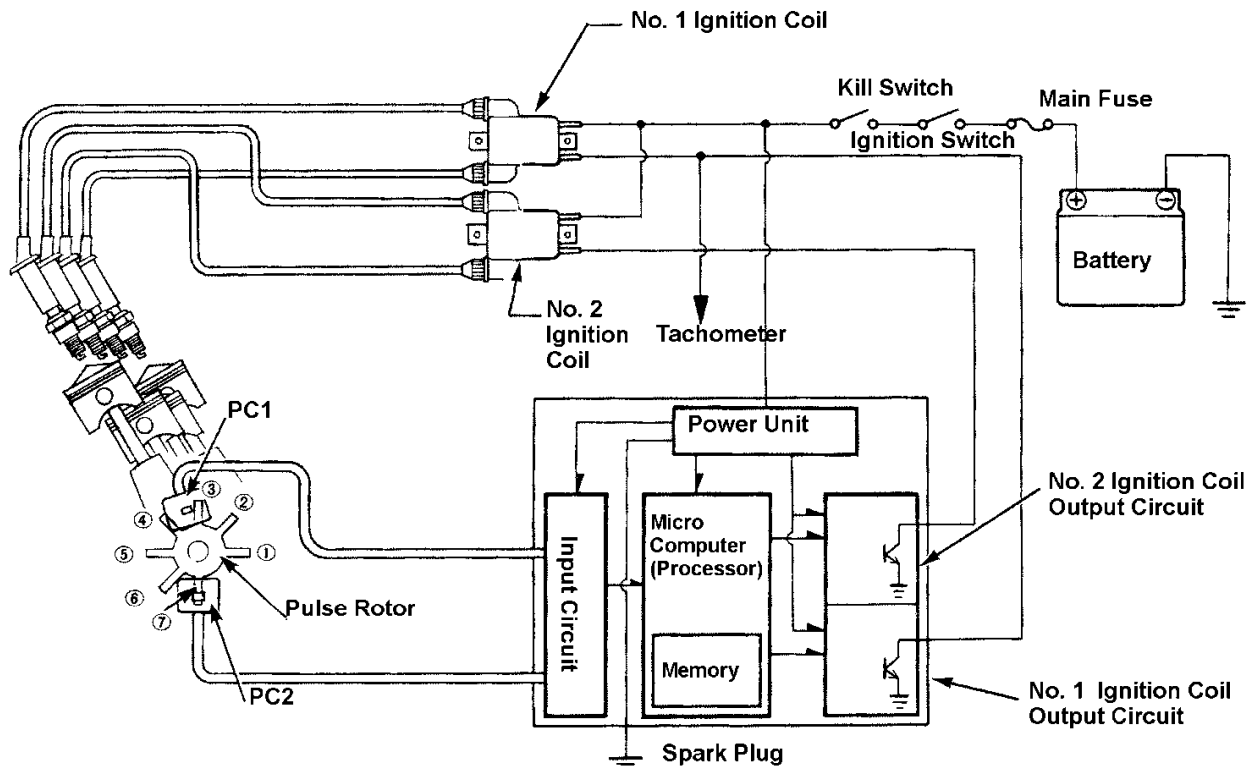 No. 1 Ignition Coil
Kill Switch
Main Fuse
Ignition Switch
+
-
Battery
No. 2
Ignition
Coil
Tachometer
PC1
Power Unit
③
②
④
⑤
①
⑥
⑦
Pulse Rotor
PC2
Input Circuit
Micro
Computer
(Processor)
Memory
No. 2 Ignition Coil
Output Circuit
No. 1 Ignition Coil
Output Circuit
Spark Plug